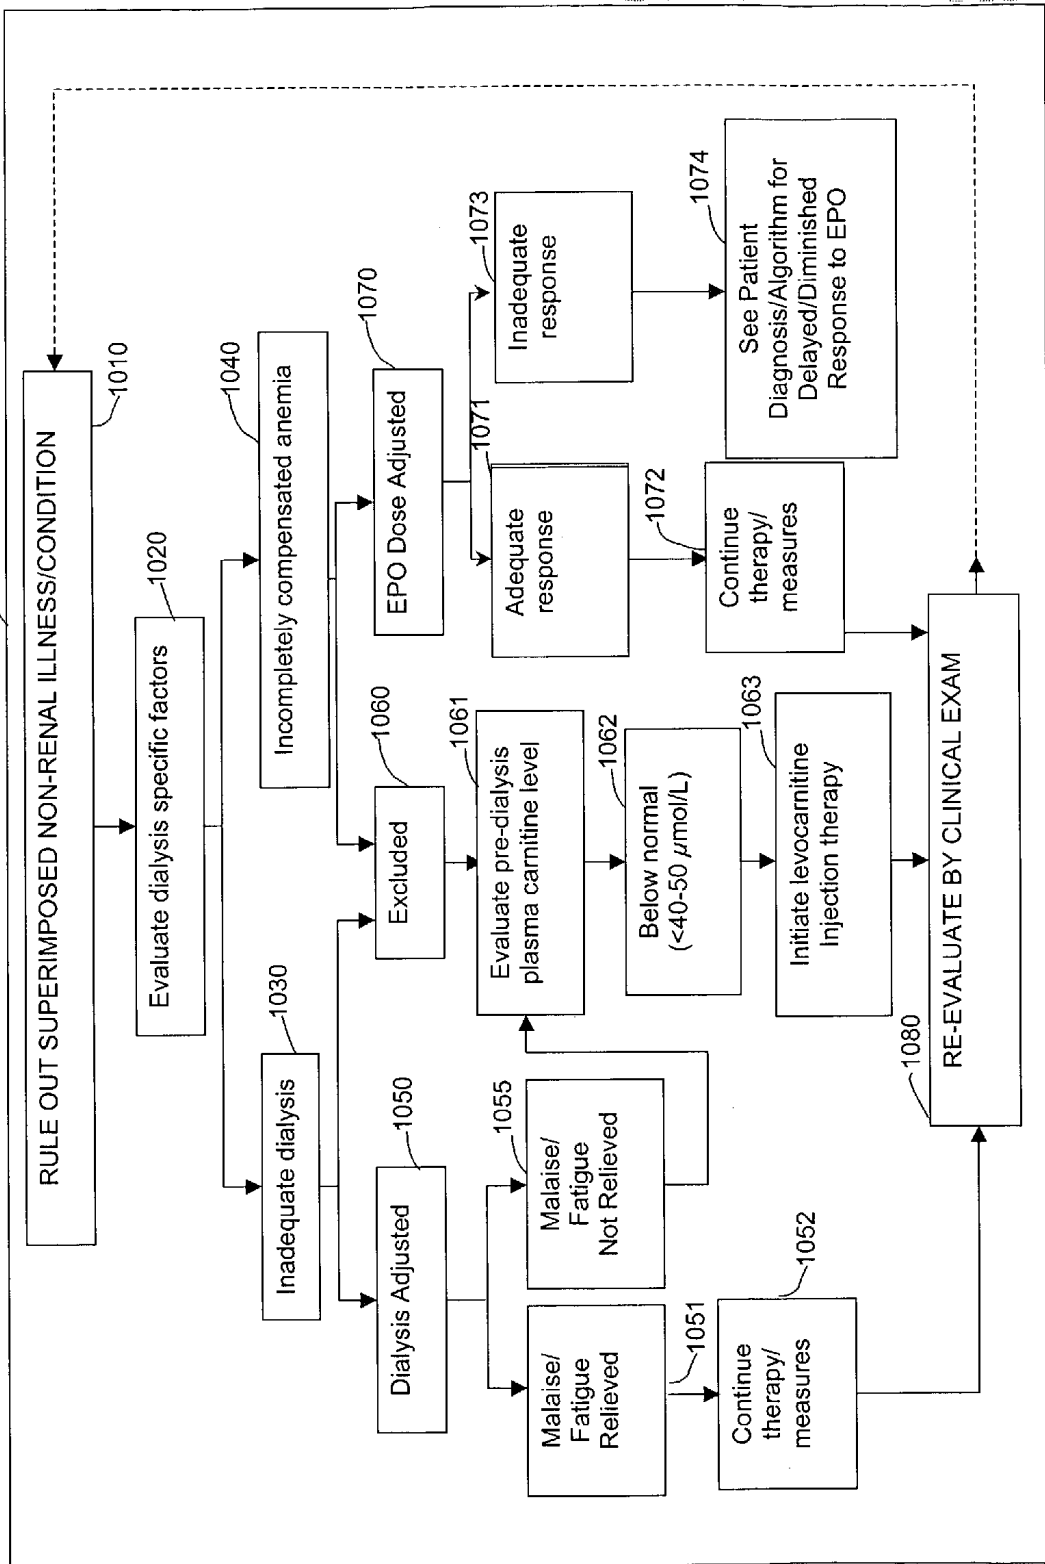 RULE OUT SUPERIMPOSED NON-RENAL ILLNESS/CONDITION
1010
Evaluate dialysis specific factors
1020
Inadequate dialysis
1030
Incompletely compensated anemia
1040
Dialysis Adjusted
1050
Excluded
1060
EPO Dose Adjusted
1070
Malaise/
Fatigue
Relieved
1051
Malaise/
Fatigue
Not Relieved
1055
Evaluate pre-dialysis
plasma carnitine level
1061
Adequate
response
1071
Inadequate
response
1073
Continue
therapy/
measures
1052
Below normal
(<40-50 μmol/L)
1062
Continue
therapy/
measures
1072
See Patient
Diagnosis/Algorithm for
Delayed/Diminished
Response to EPO
1074
Initiate levocarnitine
Injection therapy
1063
RE-EVALUATE BY CLINICAL EXAM
1080